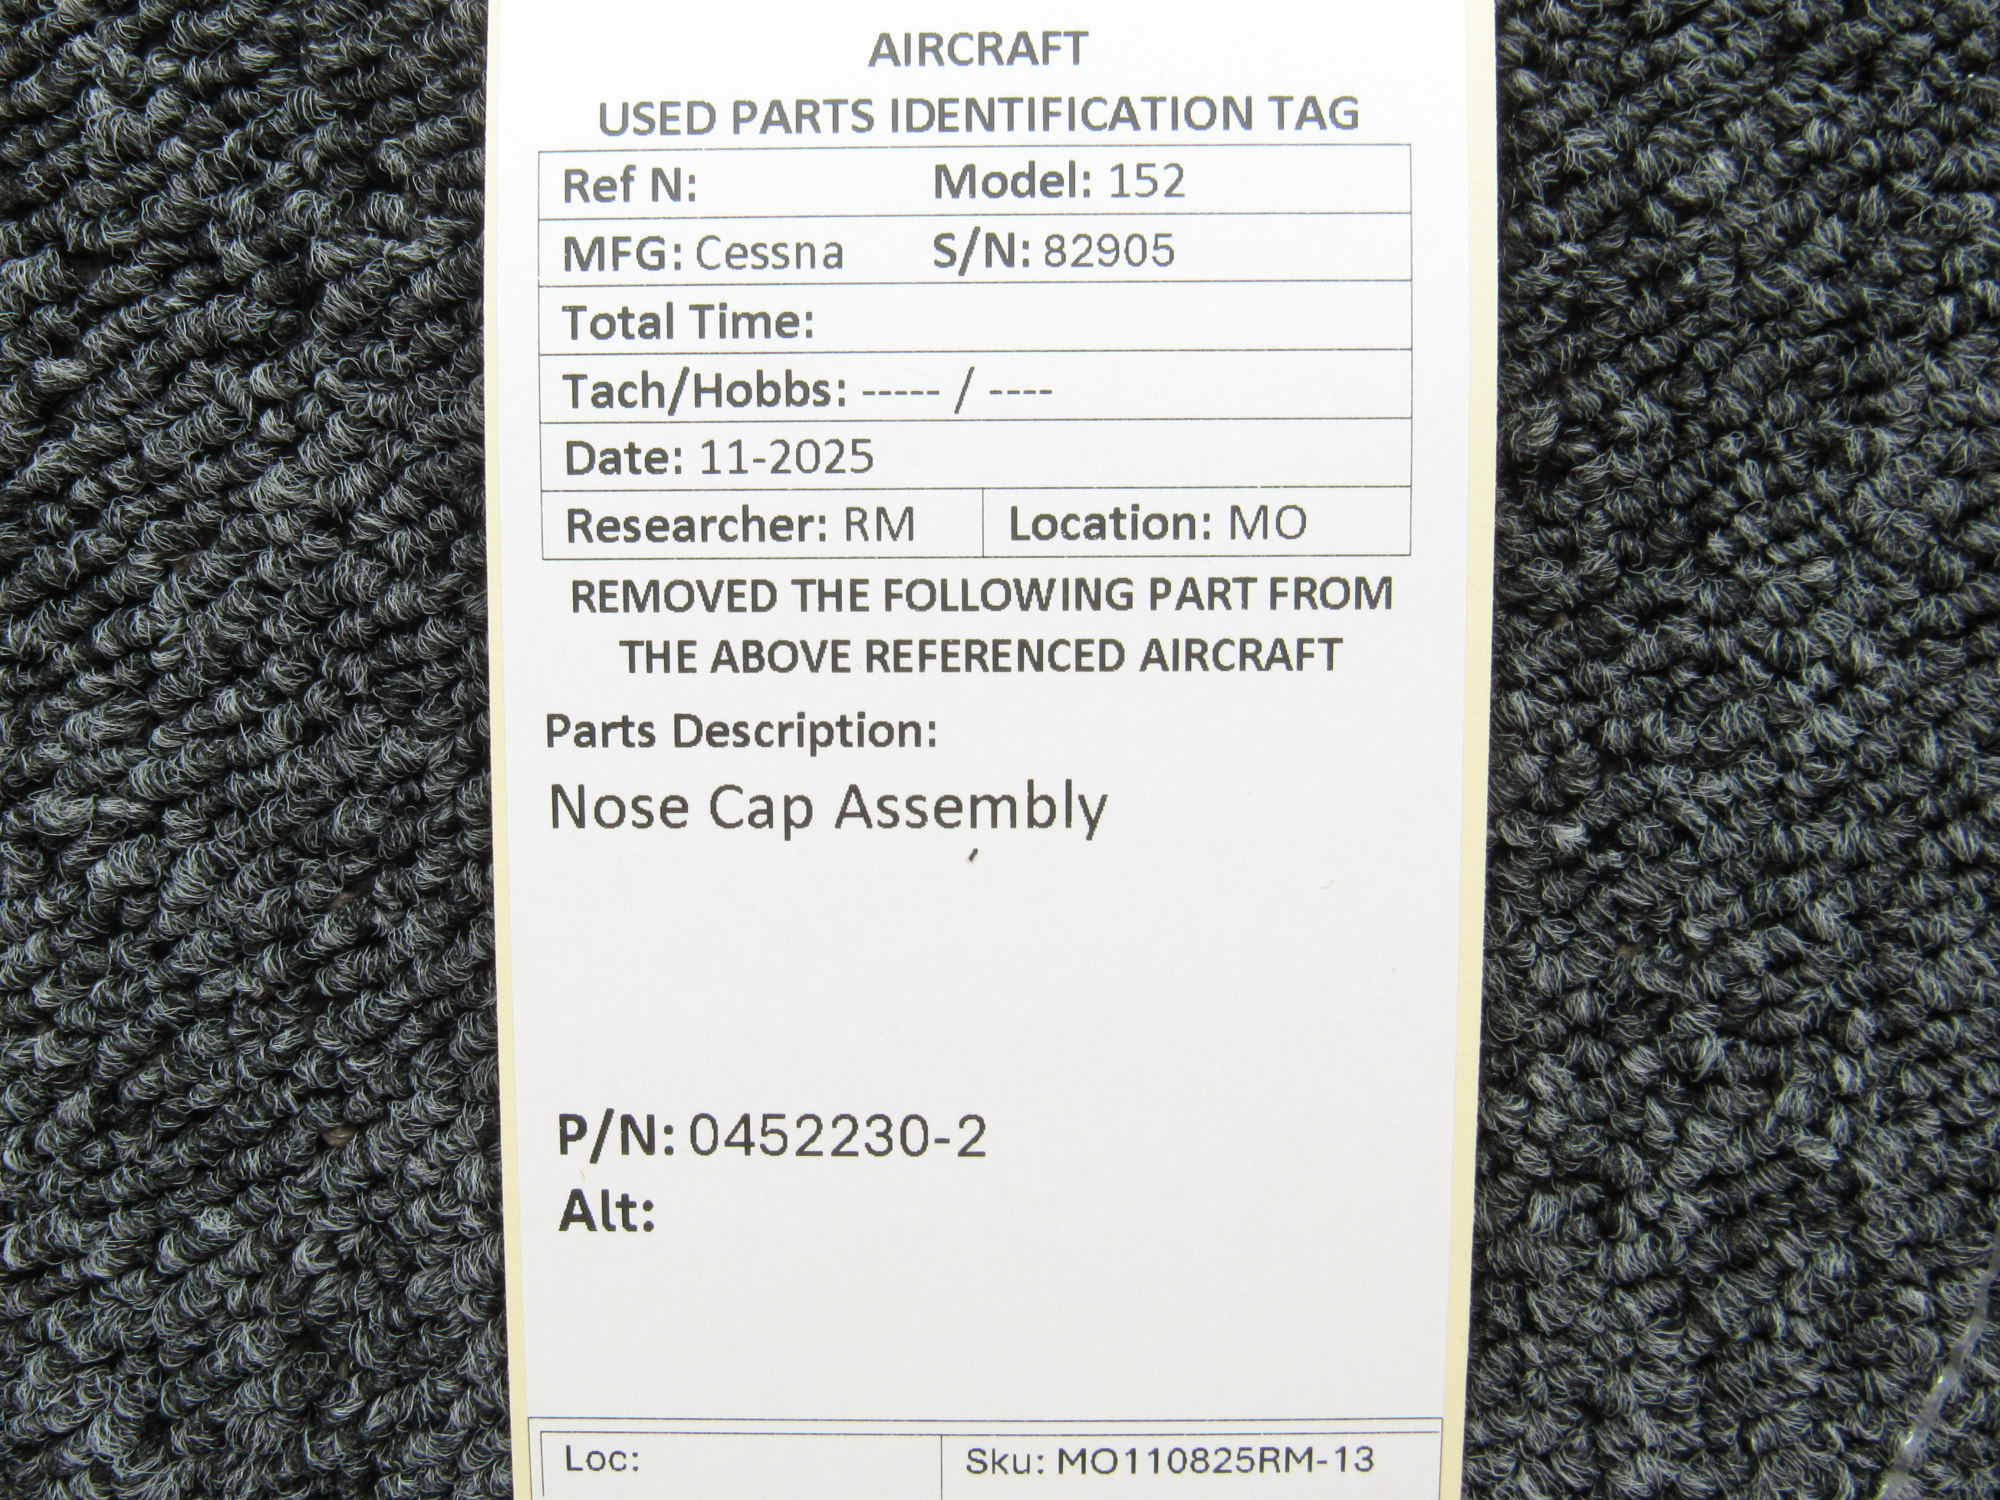 AIRCRAFT
USED PARTS IDENTIFICATION TAG
Ref N: Model: 152
MFG: Cessna S/N: 82905
Total Time:
Tach/Hobbs: ----- / ----
Date: 11-2025
Researcher: RM Location: MO
REMOVED THE FOLLOWING PART FROM
THE ABOVE REFERENCED AIRCRAFT
Parts Description:
Nose Cap Assembly
P/N: 0452230-2
Alt:
Loc: Sku: MO110825RM-13